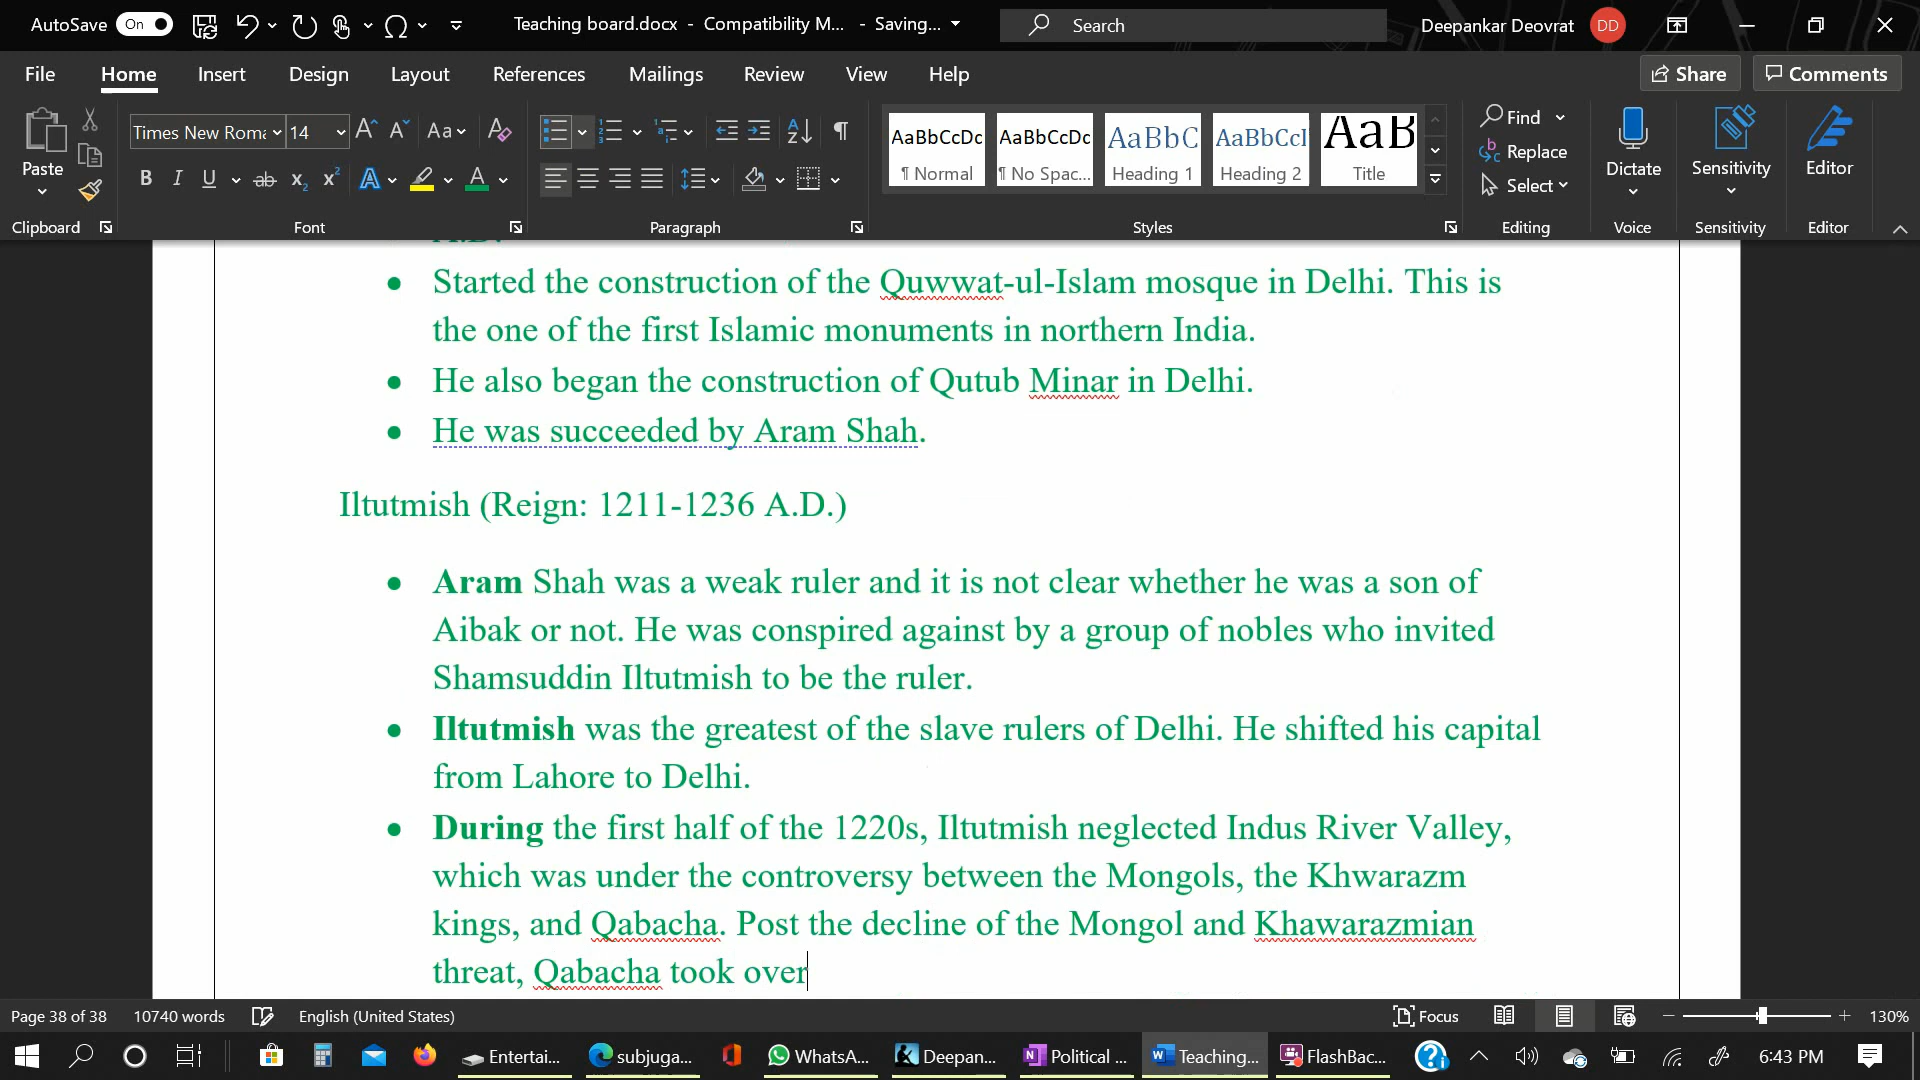 AutoSave On Teaching board.docx - Compatibility M... - Saving... Search Deepankar Deovrat DD
File Home Insert Design Layout References Mailings Review View Help Share Comments
Times New Roma 14 Aa
AaBbCcDc AaBbCcDc AaBbC AaBbCcI AaB
Find
Replace
Select
Paste
¶ Normal ¶ No Spac... Heading 1 Heading 2 Title
Dictate Sensitivity Editor
Clipboard Font Paragraph Styles Editing Voice Sensitivity Editor
A.D.
• Started the construction of the Quwwat-ul-Islam mosque in Delhi. This is
the one of the first Islamic monuments in northern India.
• He also began the construction of Qutub Minar in Delhi.
• He was succeeded by Aram Shah.
Iltutmish (Reign: 1211-1236 A.D.)
• Aram Shah was a weak ruler and it is not clear whether he was a son of
Aibak or not. He was conspired against by a group of nobles who invited
Shamsuddin Iltutmish to be the ruler.
• Iltutmish was the greatest of the slave rulers of Delhi. He shifted his capital
from Lahore to Delhi.
• During the first half of the 1220s, Iltutmish neglected Indus River Valley,
which was under the controversy between the Mongols, the Khwarazm
kings, and Qabacha. Post the decline of the Mongol and Khawarazmian
threat, Qabacha took over
Page 38 of 38 10740 words English (United States) Focus 130%
Entertai... subjuga... WhatsA... Deepan... Political ... Teaching... FlashBac... 6:43 PM